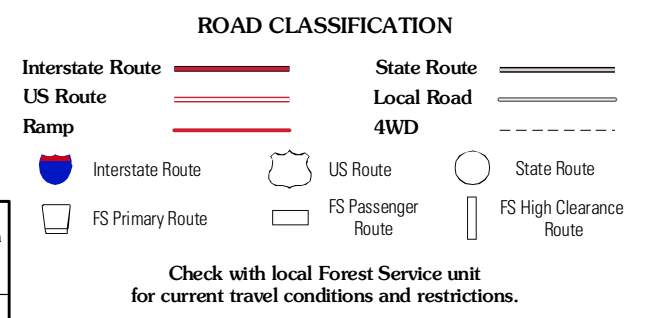 ROAD CLASSIFICATION
Interstate Route
State Route
US Route
Local Road
Ramp
4WD
Interstate Route
US Route
State Route
FS Primary Route
FS Passenger
Route
FS High Clearance
Route
Check with local Forest Service unit
for current travel conditions and restrictions.